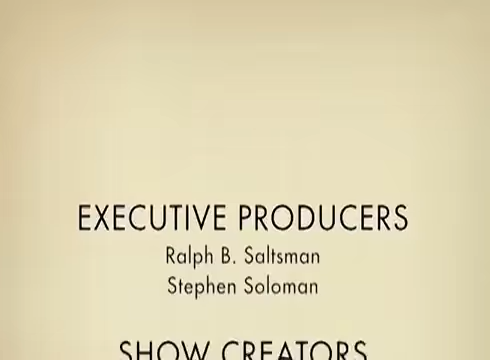 EXECUTIVE PRODUCERS
Ralph B. Saltsman
Stephen Soloman
SHOW CREATORS